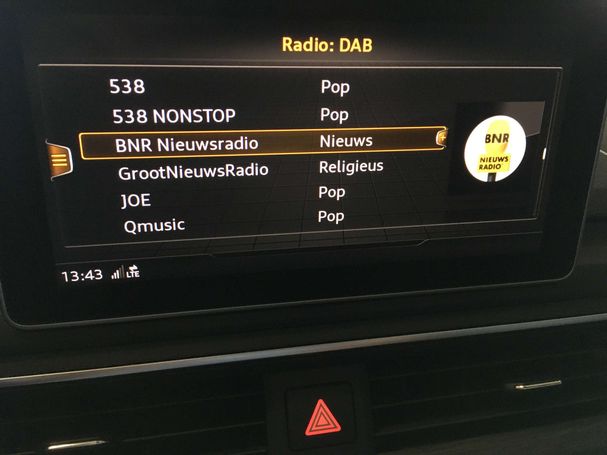 Radio: DAB
538 Pop
538 NONSTOP Pop
BNR Nieuwsradio Nieuws
GrootNieuwsRadio Religieus
JOE Pop
Qmusic Pop
BNR
NIEUWS
RADIO
13:43 LTE